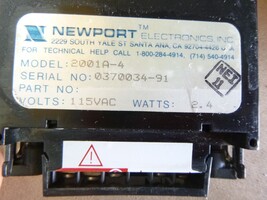 NEWPORT™
ELECTRONICS, INC.
2229 SOUTH YALE ST SANTA ANA, CA 92704-4426 U.S.A.
FOR TECHNICAL HELP CALL 1-800-284-4914, (714) 540-4914
MODEL: 2001A-4
SERIAL NO: 0370034-91
PART NO:
VOLTS: 115VAC WATTS: 2.4